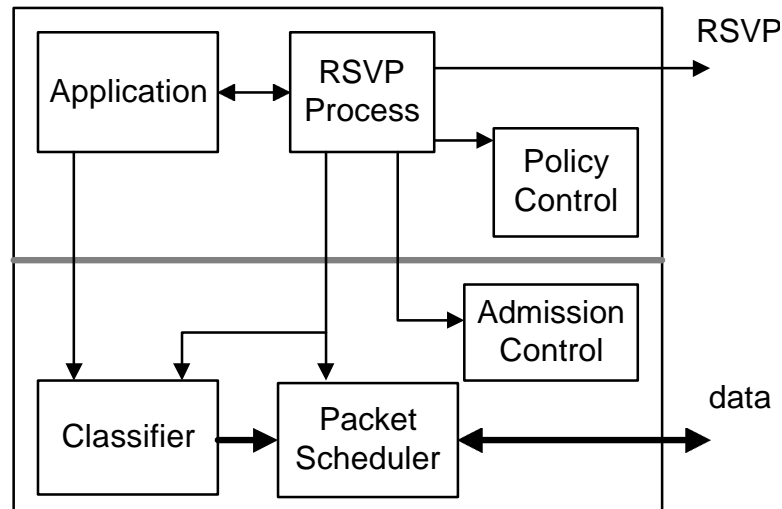 RSVP
Application
RSVP
Process
Policy
Control
Admission
Control
data
Classifier
Packet
Scheduler